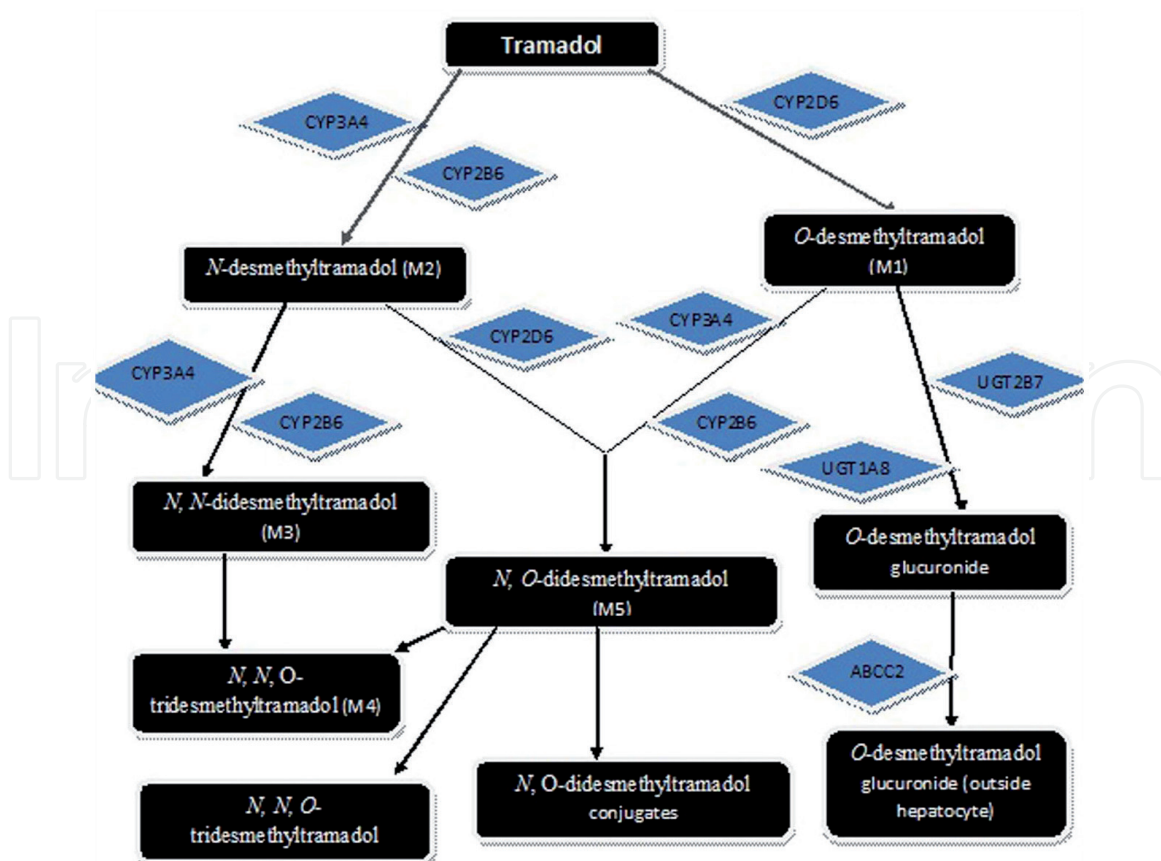 Tramadol
CYP3A4
CYP2D6
CYP2B6
N-desmethyltramadol (M2)
O-desmethyltramadol
(M1)
CYP2D6
CYP3A4
CYP3A4
CYP2B6
CYP2B6
UGT2B7
UGT1A8
N, N-didesmethyltramadol
(M3)
O-desmethyltramadol
glucuronide
N, O-didesmethyltramadol
(M5)
ABCC2
N, N, O-
tridesmethyltramadol (M4)
N, N, O-
tridesmethyltramadol
N, O-didesmethyltramadol
conjugates
O-desmethyltramadol
glucuronide (outside
hepatocyte)